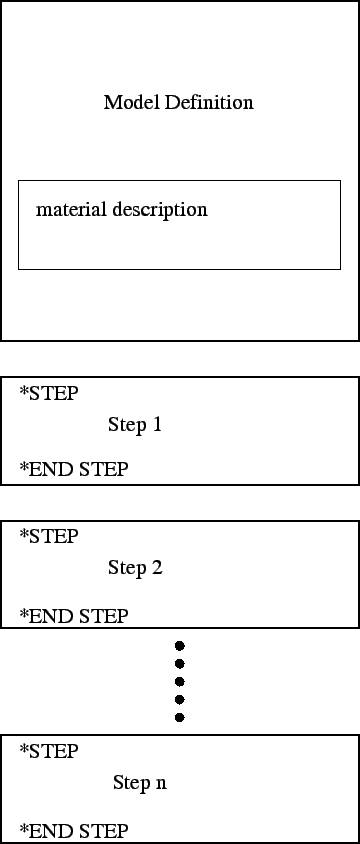 Model Definition
material description
*STEP
Step 1
*END STEP
*STEP
Step 2
*END STEP
*STEP
Step n
*END STEP